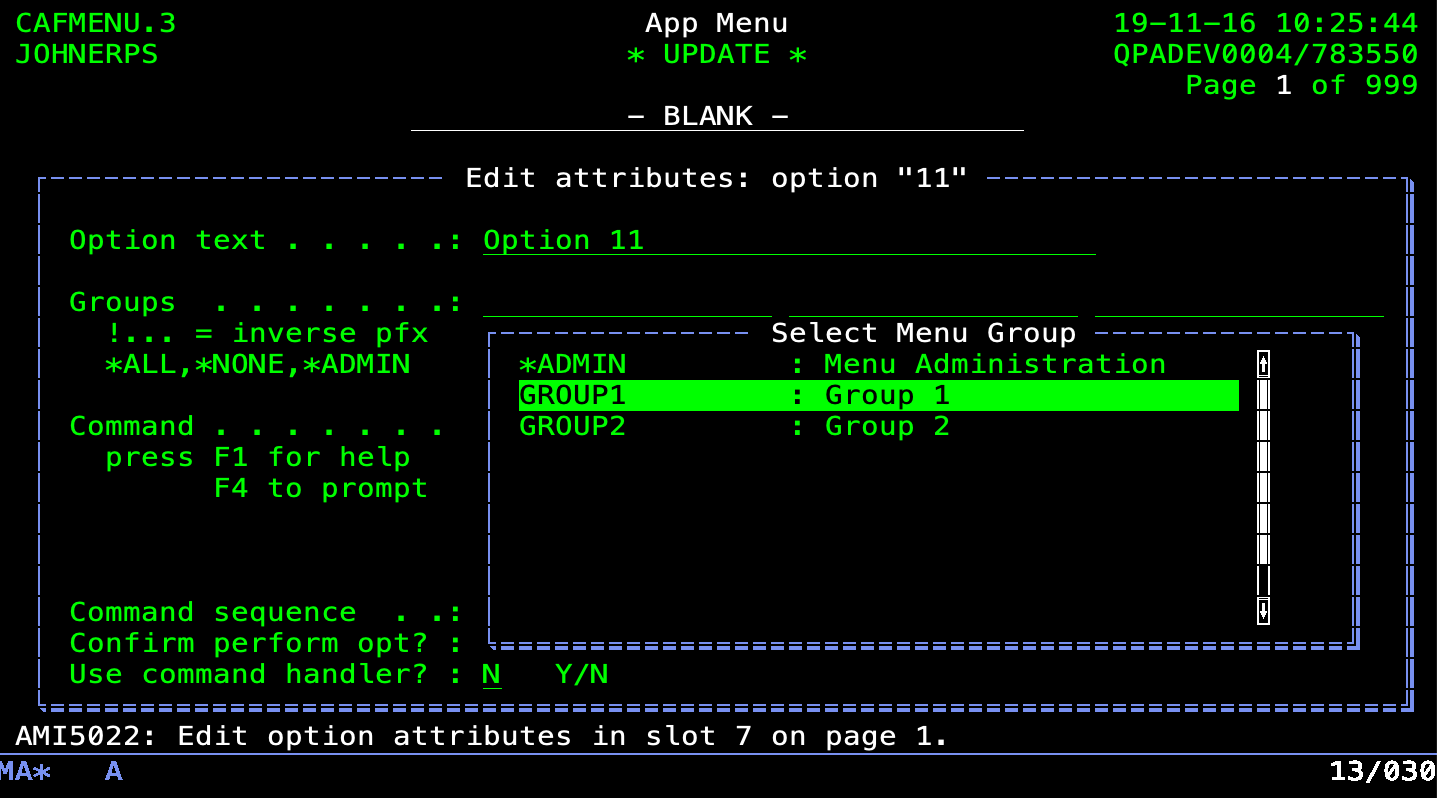 CAFMENU.3 App Menu 19-11-16 10:25:44
JOHNERPS * UPDATE * QPADEV0004/783550
Page 1 of 999
- BLANK -
Edit attributes: option "11"
Option text . . . . .: Option 11
Groups . . . . . . .:
!... = inverse pfx Select Menu Group
*ALL,*NONE,*ADMIN *ADMIN : Menu Administration
GROUP1 : Group 1
Command . . . . . . . GROUP2 : Group 2
press F1 for help
F4 to prompt
Command sequence . .:
Confirm perform opt? :
Use command handler? : N Y/N
AMI5022: Edit option attributes in slot 7 on page 1.
MA* A 13/030